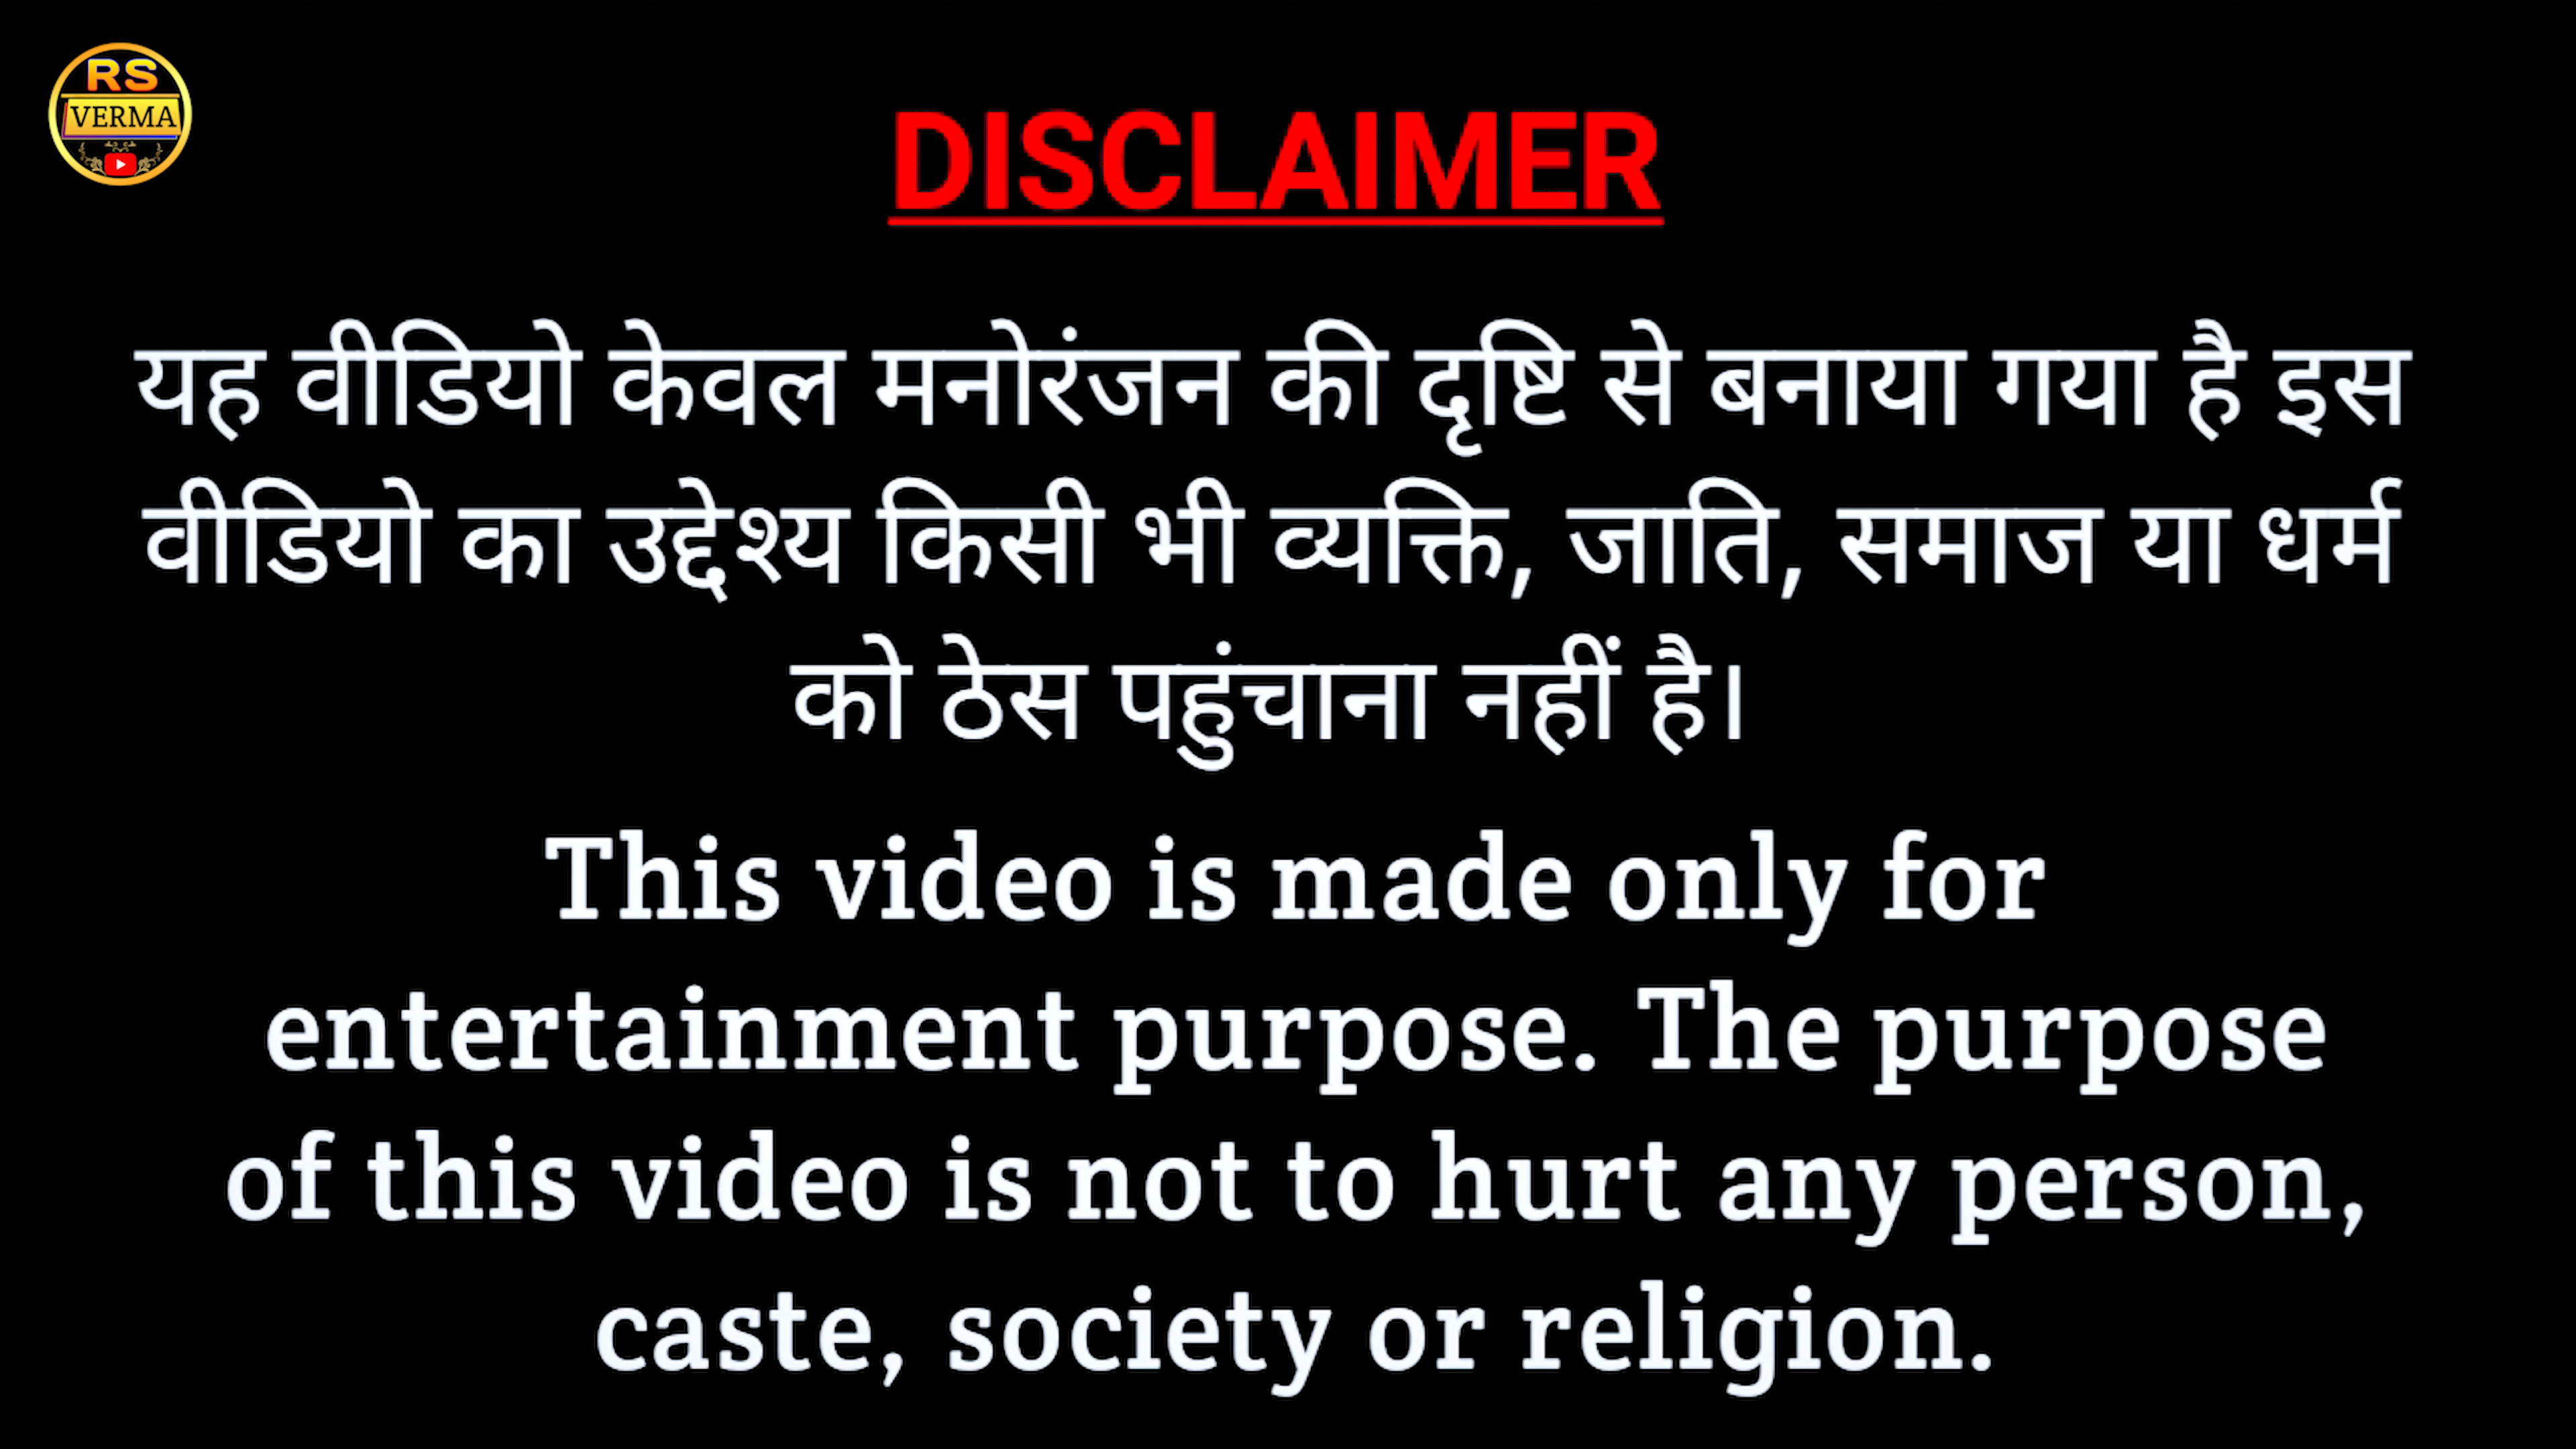 RS
VERMA
DISCLAIMER
यह वीडियो केवल मनोरंजन की दृष्टि से बनाया गया है इस
वीडियो का उद्देश्य किसी भी व्यक्ति, जाति, समाज या धर्म
को ठेस पहुंचाना नहीं है।
This video is made only for
entertainment purpose. The purpose
of this video is not to hurt any person,
caste, society or religion.